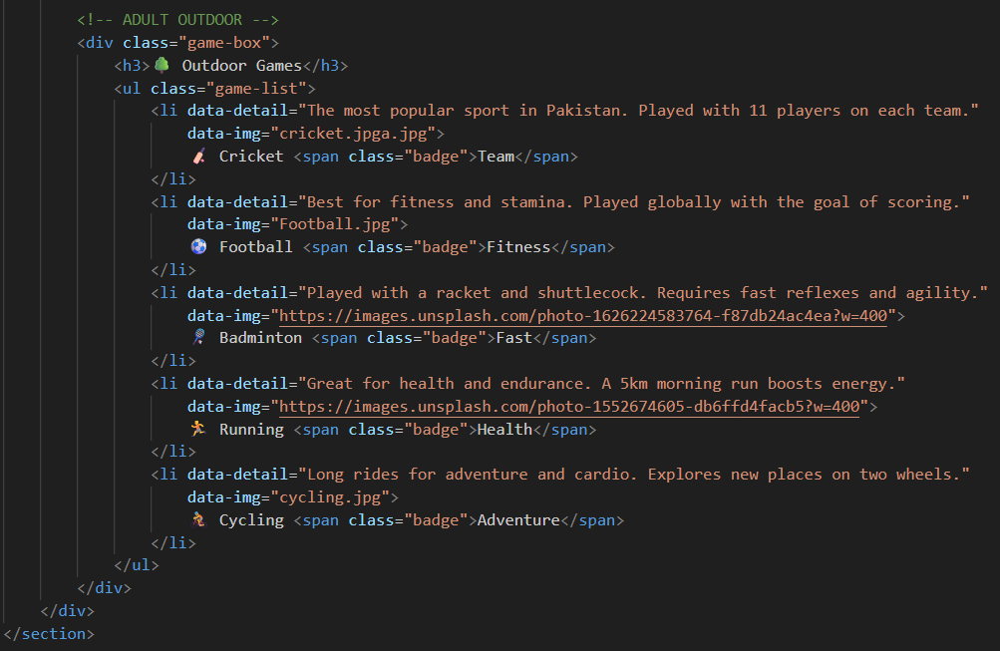 <!-- ADULT OUTDOOR -->
<div class="game-box">
<h3>🌳 Outdoor Games</h3>
<ul class="game-list">
<li data-detail="The most popular sport in Pakistan. Played with 11 players on each team."
data-img="cricket.jpga.jpg">
🏏 Cricket <span class="badge">Team</span>
</li>
<li data-detail="Best for fitness and stamina. Played globally with the goal of scoring."
data-img="Football.jpg">
⚽ Football <span class="badge">Fitness</span>
</li>
<li data-detail="Played with a racket and shuttlecock. Requires fast reflexes and agility."
data-img="https://images.unsplash.com/photo-1626224583764-f87db24ac4ea?w=400">
🏸 Badminton <span class="badge">Fast</span>
</li>
<li data-detail="Great for health and endurance. A 5km morning run boosts energy."
data-img="https://images.unsplash.com/photo-1552674605-db6ffd4facb5?w=400">
🏃 Running <span class="badge">Health</span>
</li>
<li data-detail="Long rides for adventure and cardio. Explores new places on two wheels."
data-img="cycling.jpg">
🚴 Cycling <span class="badge">Adventure</span>
</li>
</ul>
</div>
</div>
</section>